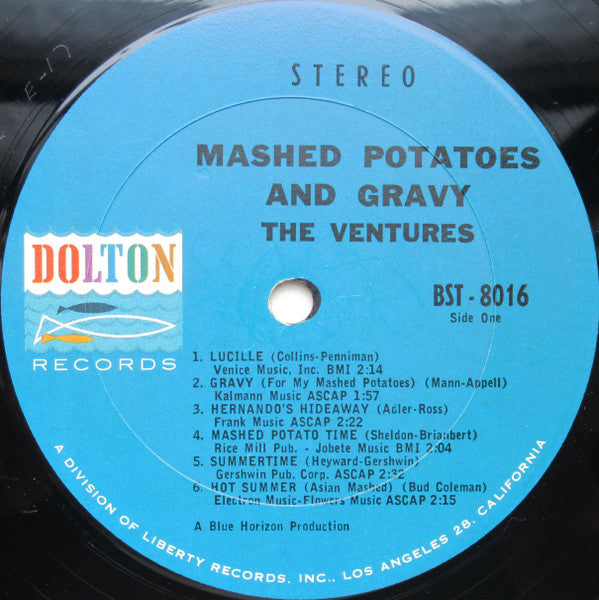 STEREO
MASHED POTATOES
AND GRAVY
THE VENTURES
DOLTON
RECORDS
BST - 8016
Side One
1. LUCILLE (Collins-Penniman)
Venice Music, Inc. BMI 2:14
2. GRAVY (For My Mashed Potatoes) (Mann-Appell)
Kalmann Music ASCAP 1:57
3. HERNANDO'S HIDEAWAY (Adler-Ross)
Frank Music ASCAP 2:22
4. MASHED POTATO TIME (Sheldon-Brianbert)
Rice Mill Pub. - Jobete Music BMI 2:04
5. SUMMERTIME (Heyward-Gershwin)
Gershwin Pub. Corp. ASCAP 2:32
6. HOT SUMMER (Asian Mashed) (Bud Coleman)
Electron Music-Flowers Music ASCAP 2:15
A Blue Horizon Production
A DIVISION OF LIBERTY RECORDS, INC., LOS ANGELES 28, CALIFORNIA
E-17